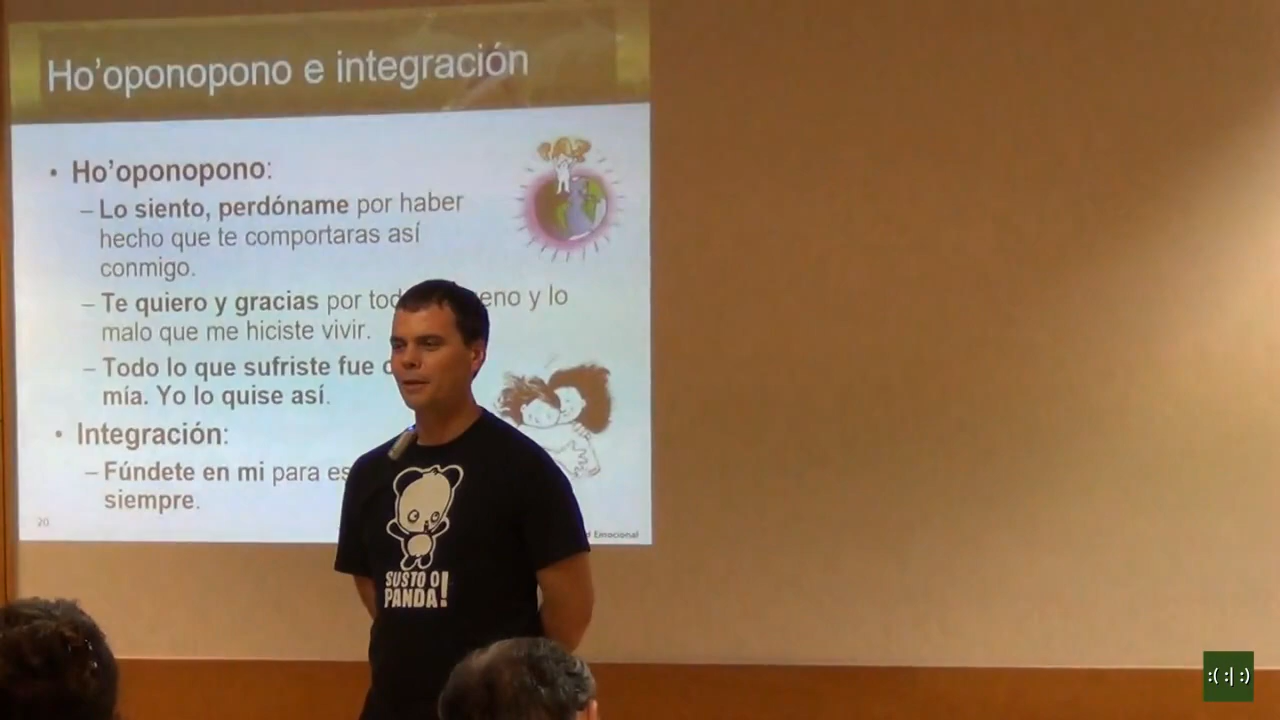 Ho'oponopono e integración
• Ho'oponopono:
– Lo siento, perdóname por haber
hecho que te comportaras así
conmigo.
– Te quiero y gracias por eno y lo
malo que me hiciste vivir.
– Todo lo que sufriste fue
mía. Yo lo quise así.
• Integración:
– Fúndete en mi para
siempre.
20
Emocional
SUSTO O
PANDA!
:( :| :)